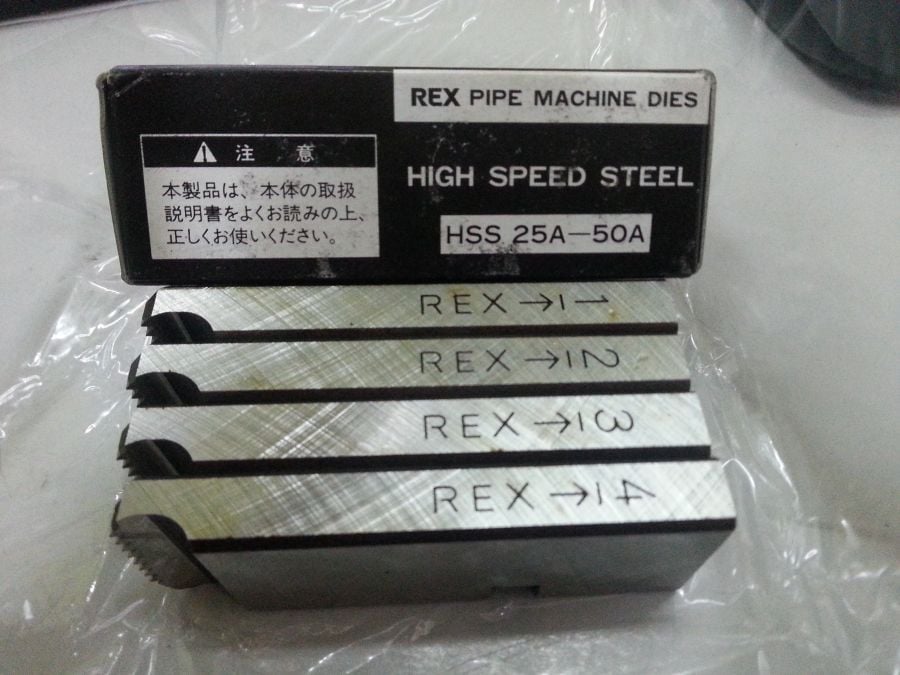 REX PIPE MACHINE DIES
⚠ 注 意
本製品は、本体の取扱
説明書をよくお読みの上、
正しくお使いください。
HIGH SPEED STEEL
HSS 25A－50A
REX→←1
REX→←2
REX→←3
REX→←4